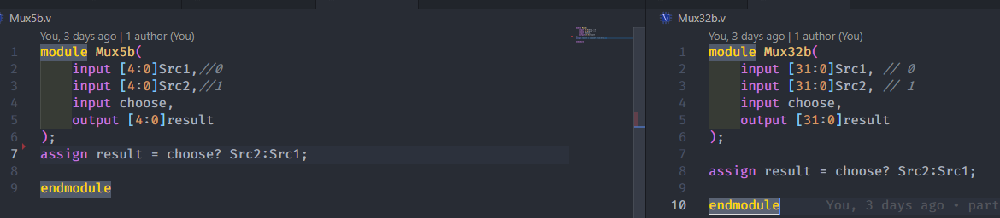 Mux5b.v
You, 3 days ago | 1 author (You)
1 module Mux5b(
2 input [4:0]Src1,//0
3 input [4:0]Src2,//1
4 input choose,
5 output [4:0]result
6 );
7 assign result = choose? Src2:Src1;
8
9 endmodule
V Mux32b.v
You, 3 days ago | 1 author (You)
1 module Mux32b(
2 input [31:0]Src1, // 0
3 input [31:0]Src2, // 1
4 input choose,
5 output [31:0]result
6 );
7
8 assign result = choose? Src2:Src1;
9
10 endmodule You, 3 days ago • part